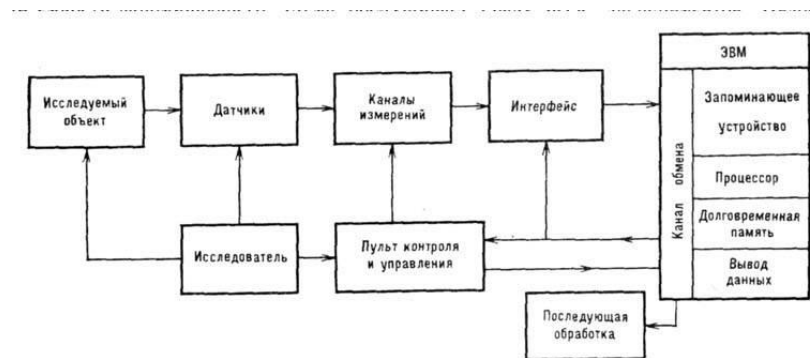 ЭВМ
Исследуемый
объект
Датчики
Каналы
измерений
Интерфейс
Запоминающее
устройство
Процессор
Долговременная
память
Вывод
данных
Канал обмена
Исследователь
Пульт контроля
и управления
Последующая
обработка